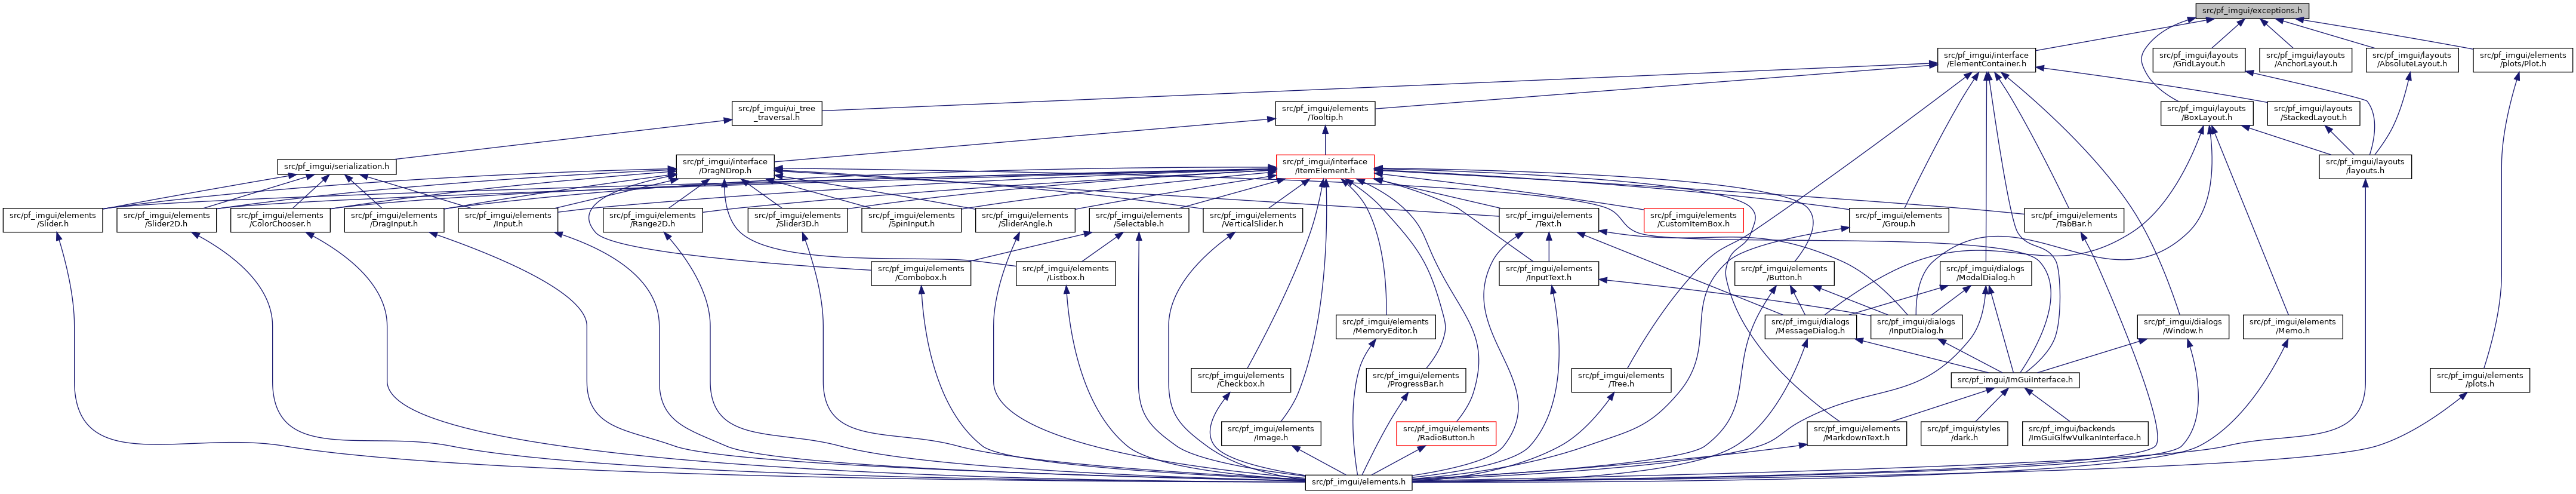 src/pf_imgui/exceptions.h
src/pf_imgui/interface
/ElementContainer.h
src/pf_imgui/layouts
/GridLayout.h
src/pf_imgui/layouts
/AnchorLayout.h
src/pf_imgui/layouts
/AbsoluteLayout.h
src/pf_imgui/elements
/plots/Plot.h
src/pf_imgui/ui_tree
_traversal.h
src/pf_imgui/elements
/Tooltip.h
src/pf_imgui/layouts
/BoxLayout.h
src/pf_imgui/layouts
/StackedLayout.h
src/pf_imgui/serialization.h
src/pf_imgui/interface
/DragNDrop.h
src/pf_imgui/interface
/ItemElement.h
src/pf_imgui/layouts
/layouts.h
src/pf_imgui/elements
/Slider.h
src/pf_imgui/elements
/Slider2D.h
src/pf_imgui/elements
/ColorChooser.h
src/pf_imgui/elements
/DragInput.h
src/pf_imgui/elements
/Input.h
src/pf_imgui/elements
/Range2D.h
src/pf_imgui/elements
/Slider3D.h
src/pf_imgui/elements
/SpinInput.h
src/pf_imgui/elements
/SliderAngle.h
src/pf_imgui/elements
/Selectable.h
src/pf_imgui/elements
/VerticalSlider.h
src/pf_imgui/elements
/Text.h
src/pf_imgui/elements
/CustomItemBox.h
src/pf_imgui/elements
/Group.h
src/pf_imgui/elements
/TabBar.h
src/pf_imgui/elements
/Combobox.h
src/pf_imgui/elements
/Listbox.h
src/pf_imgui/elements
/InputText.h
src/pf_imgui/elements
/Button.h
src/pf_imgui/dialogs
/ModalDialog.h
src/pf_imgui/elements
/MemoryEditor.h
src/pf_imgui/dialogs
/MessageDialog.h
src/pf_imgui/dialogs
/InputDialog.h
src/pf_imgui/dialogs
/Window.h
src/pf_imgui/elements
/Memo.h
src/pf_imgui/elements
/Checkbox.h
src/pf_imgui/elements
/ProgressBar.h
src/pf_imgui/elements
/Tree.h
src/pf_imgui/ImGuiInterface.h
src/pf_imgui/elements
/plots.h
src/pf_imgui/elements
/Image.h
src/pf_imgui/elements
/RadioButton.h
src/pf_imgui/elements
/MarkdownText.h
src/pf_imgui/styles
/dark.h
src/pf_imgui/backends
/ImGuiGlfwVulkanInterface.h
src/pf_imgui/elements.h